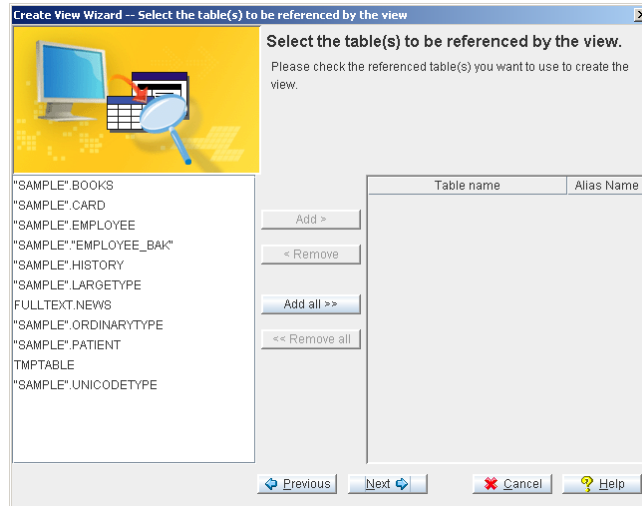 Create View Wizard -- Select the table(s) to be referenced by the view
Select the table(s) to be referenced by the view.
Please check the referenced table(s) you want to use to create the
view.
"SAMPLE".BOOKS
"SAMPLE".CARD
"SAMPLE".EMPLOYEE
"SAMPLE"."EMPLOYEE_BAK"
"SAMPLE".HISTORY
"SAMPLE".LARGETYPE
FULLTEXT.NEWS
"SAMPLE".ORDINARYTYPE
"SAMPLE".PATIENT
TMPTABLE
"SAMPLE".UNICODETYPE
Add >
< Remove
Add all >>
<< Remove all
Table name Alias Name
Previous Next Cancel Help